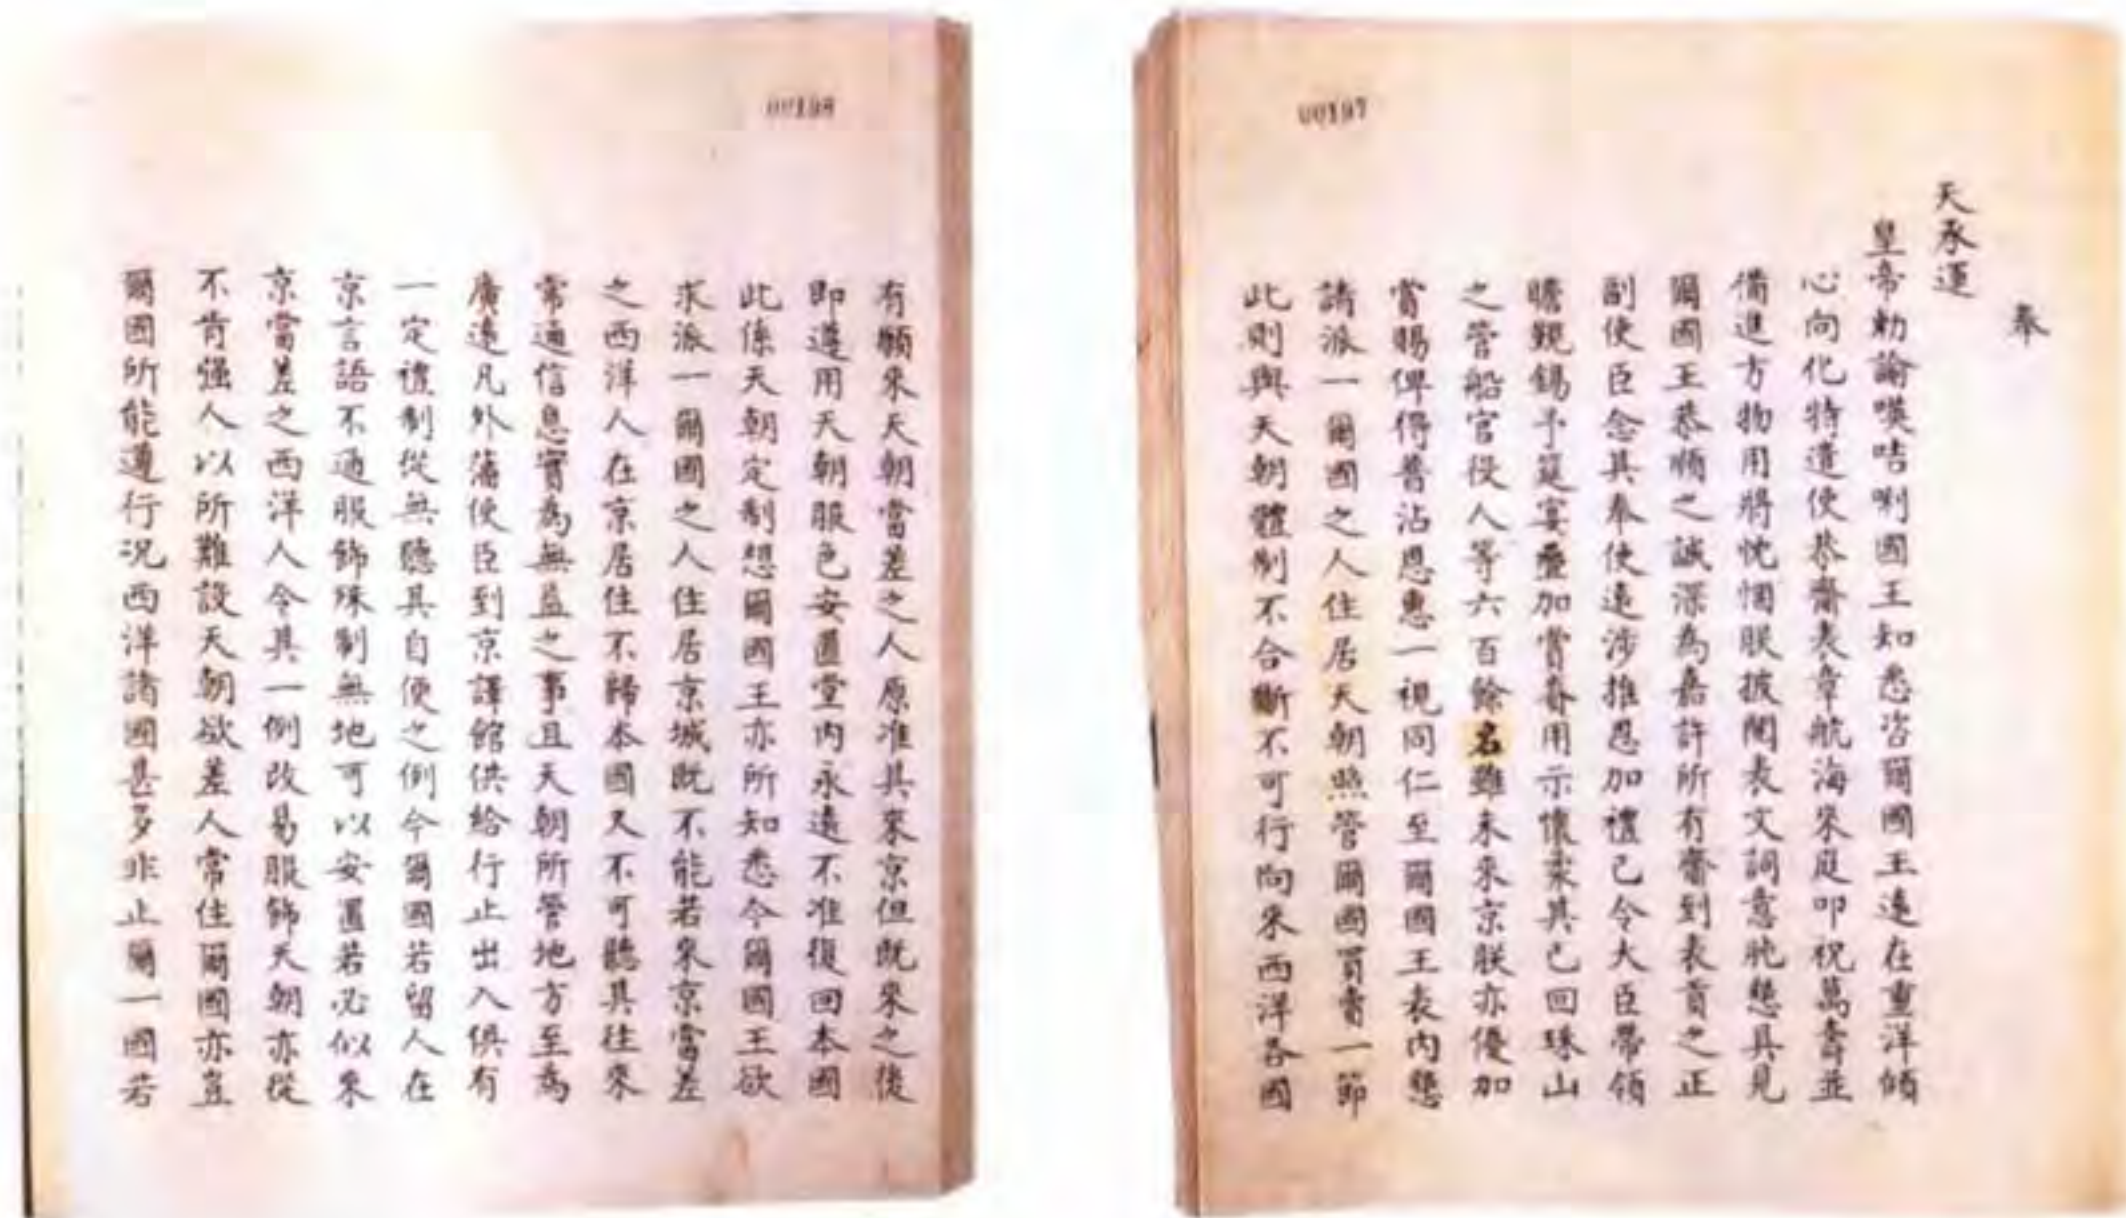 00197
奉
天承運
皇帝勅諭㗸咭唎國王知悉咨爾國王遠在重洋傾
心向化特遣使恭齎表章航海來庭叩祝萬壽並
備進方物用將忱悃朕披閱表文詞意肫懇具見
爾國王恭順之誠深為嘉許所有齎到表貢之正
副使臣念其奉使遠涉推恩加禮已令大臣帶領
瞻覲錫予筵宴疊加賞賚用示懷柔其已回珠山
之管船官役人等六百餘名雖未來京朕亦優加
賞賜俾得普沾恩惠一視同仁至爾國王表內懇
請派一爾國之人住居天朝照管爾國買賣一節
此則與天朝體制不合斷不可行向來西洋各國
00198
有願來天朝當差之人原准其來京但既來之後
即遵用天朝服色安置堂內永遠不准復回本國
此係天朝定制想爾國王亦所知悉今爾國王欲
求派一爾國之人住居京城既不能若來京當差
之西洋人在京居住不歸本國又不可聽其往來
常通信息實為無益之事且天朝所管地方至為
廣遠凡外藩使臣到京譯館供給行止出入俱有
一定禮制從無聽其自便之例今爾國若留人在
京言語不通服飾殊制無地可以安置若必似來
京當差之西洋人令其一例改易服飾天朝亦從
不肯强人以所難設天朝欲差人常住爾國亦豈
爾國所能遵行況西洋諸國甚多非止爾一國若